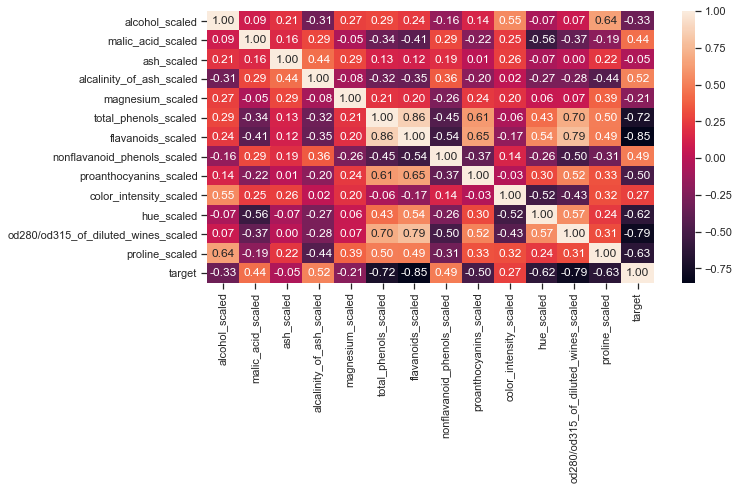 alcohol_scaled 1.00 0.09 0.21 -0.31 0.27 0.29 0.24 -0.16 0.14 0.55 -0.07 0.07 0.64 -0.33
malic_acid_scaled 0.09 1.00 0.16 0.29 -0.05 -0.34 -0.41 0.29 -0.22 0.25 -0.56 -0.37 -0.19 0.44
ash_scaled 0.21 0.16 1.00 0.44 0.29 0.13 0.12 0.19 0.01 0.26 -0.07 0.00 0.22 -0.05
alcalinity_of_ash_scaled -0.31 0.29 0.44 1.00 -0.08 -0.32 -0.35 0.36 -0.20 0.02 -0.27 -0.28 -0.44 0.52
magnesium_scaled 0.27 -0.05 0.29 -0.08 1.00 0.21 0.20 -0.26 0.24 0.20 0.06 0.07 0.39 -0.21
total_phenols_scaled 0.29 -0.34 0.13 -0.32 0.21 1.00 0.86 -0.45 0.61 -0.06 0.43 0.70 0.50 -0.72
flavanoids_scaled 0.24 -0.41 0.12 -0.35 0.20 0.86 1.00 -0.54 0.65 -0.17 0.54 0.79 0.49 -0.85
nonflavanoid_phenols_scaled -0.16 0.29 0.19 0.36 -0.26 -0.45 -0.54 1.00 -0.37 0.14 -0.26 -0.50 -0.31 0.49
proanthocyanins_scaled 0.14 -0.22 0.01 -0.20 0.24 0.61 0.65 -0.37 1.00 -0.03 0.30 0.52 0.33 -0.50
color_intensity_scaled 0.55 0.25 0.26 0.02 0.20 -0.06 -0.17 0.14 -0.03 1.00 -0.52 -0.43 0.32 0.27
hue_scaled -0.07 -0.56 -0.07 -0.27 0.06 0.43 0.54 -0.26 0.30 -0.52 1.00 0.57 0.24 -0.62
od280/od315_of_diluted_wines_scaled 0.07 -0.37 0.00 -0.28 0.07 0.70 0.79 -0.50 0.52 -0.43 0.57 1.00 0.31 -0.79
proline_scaled 0.64 -0.19 0.22 -0.44 0.39 0.50 0.49 -0.31 0.33 0.32 0.24 0.31 1.00 -0.63
target -0.33 0.44 -0.05 0.52 -0.21 -0.72 -0.85 0.49 -0.50 0.27 -0.62 -0.79 -0.63 1.00
alcohol_scaled
malic_acid_scaled
ash_scaled
alcalinity_of_ash_scaled
magnesium_scaled
total_phenols_scaled
flavanoids_scaled
nonflavanoid_phenols_scaled
proanthocyanins_scaled
color_intensity_scaled
hue_scaled
od280/od315_of_diluted_wines_scaled
proline_scaled
target
1.00
0.75
0.50
0.25
0.00
-0.25
-0.50
-0.75